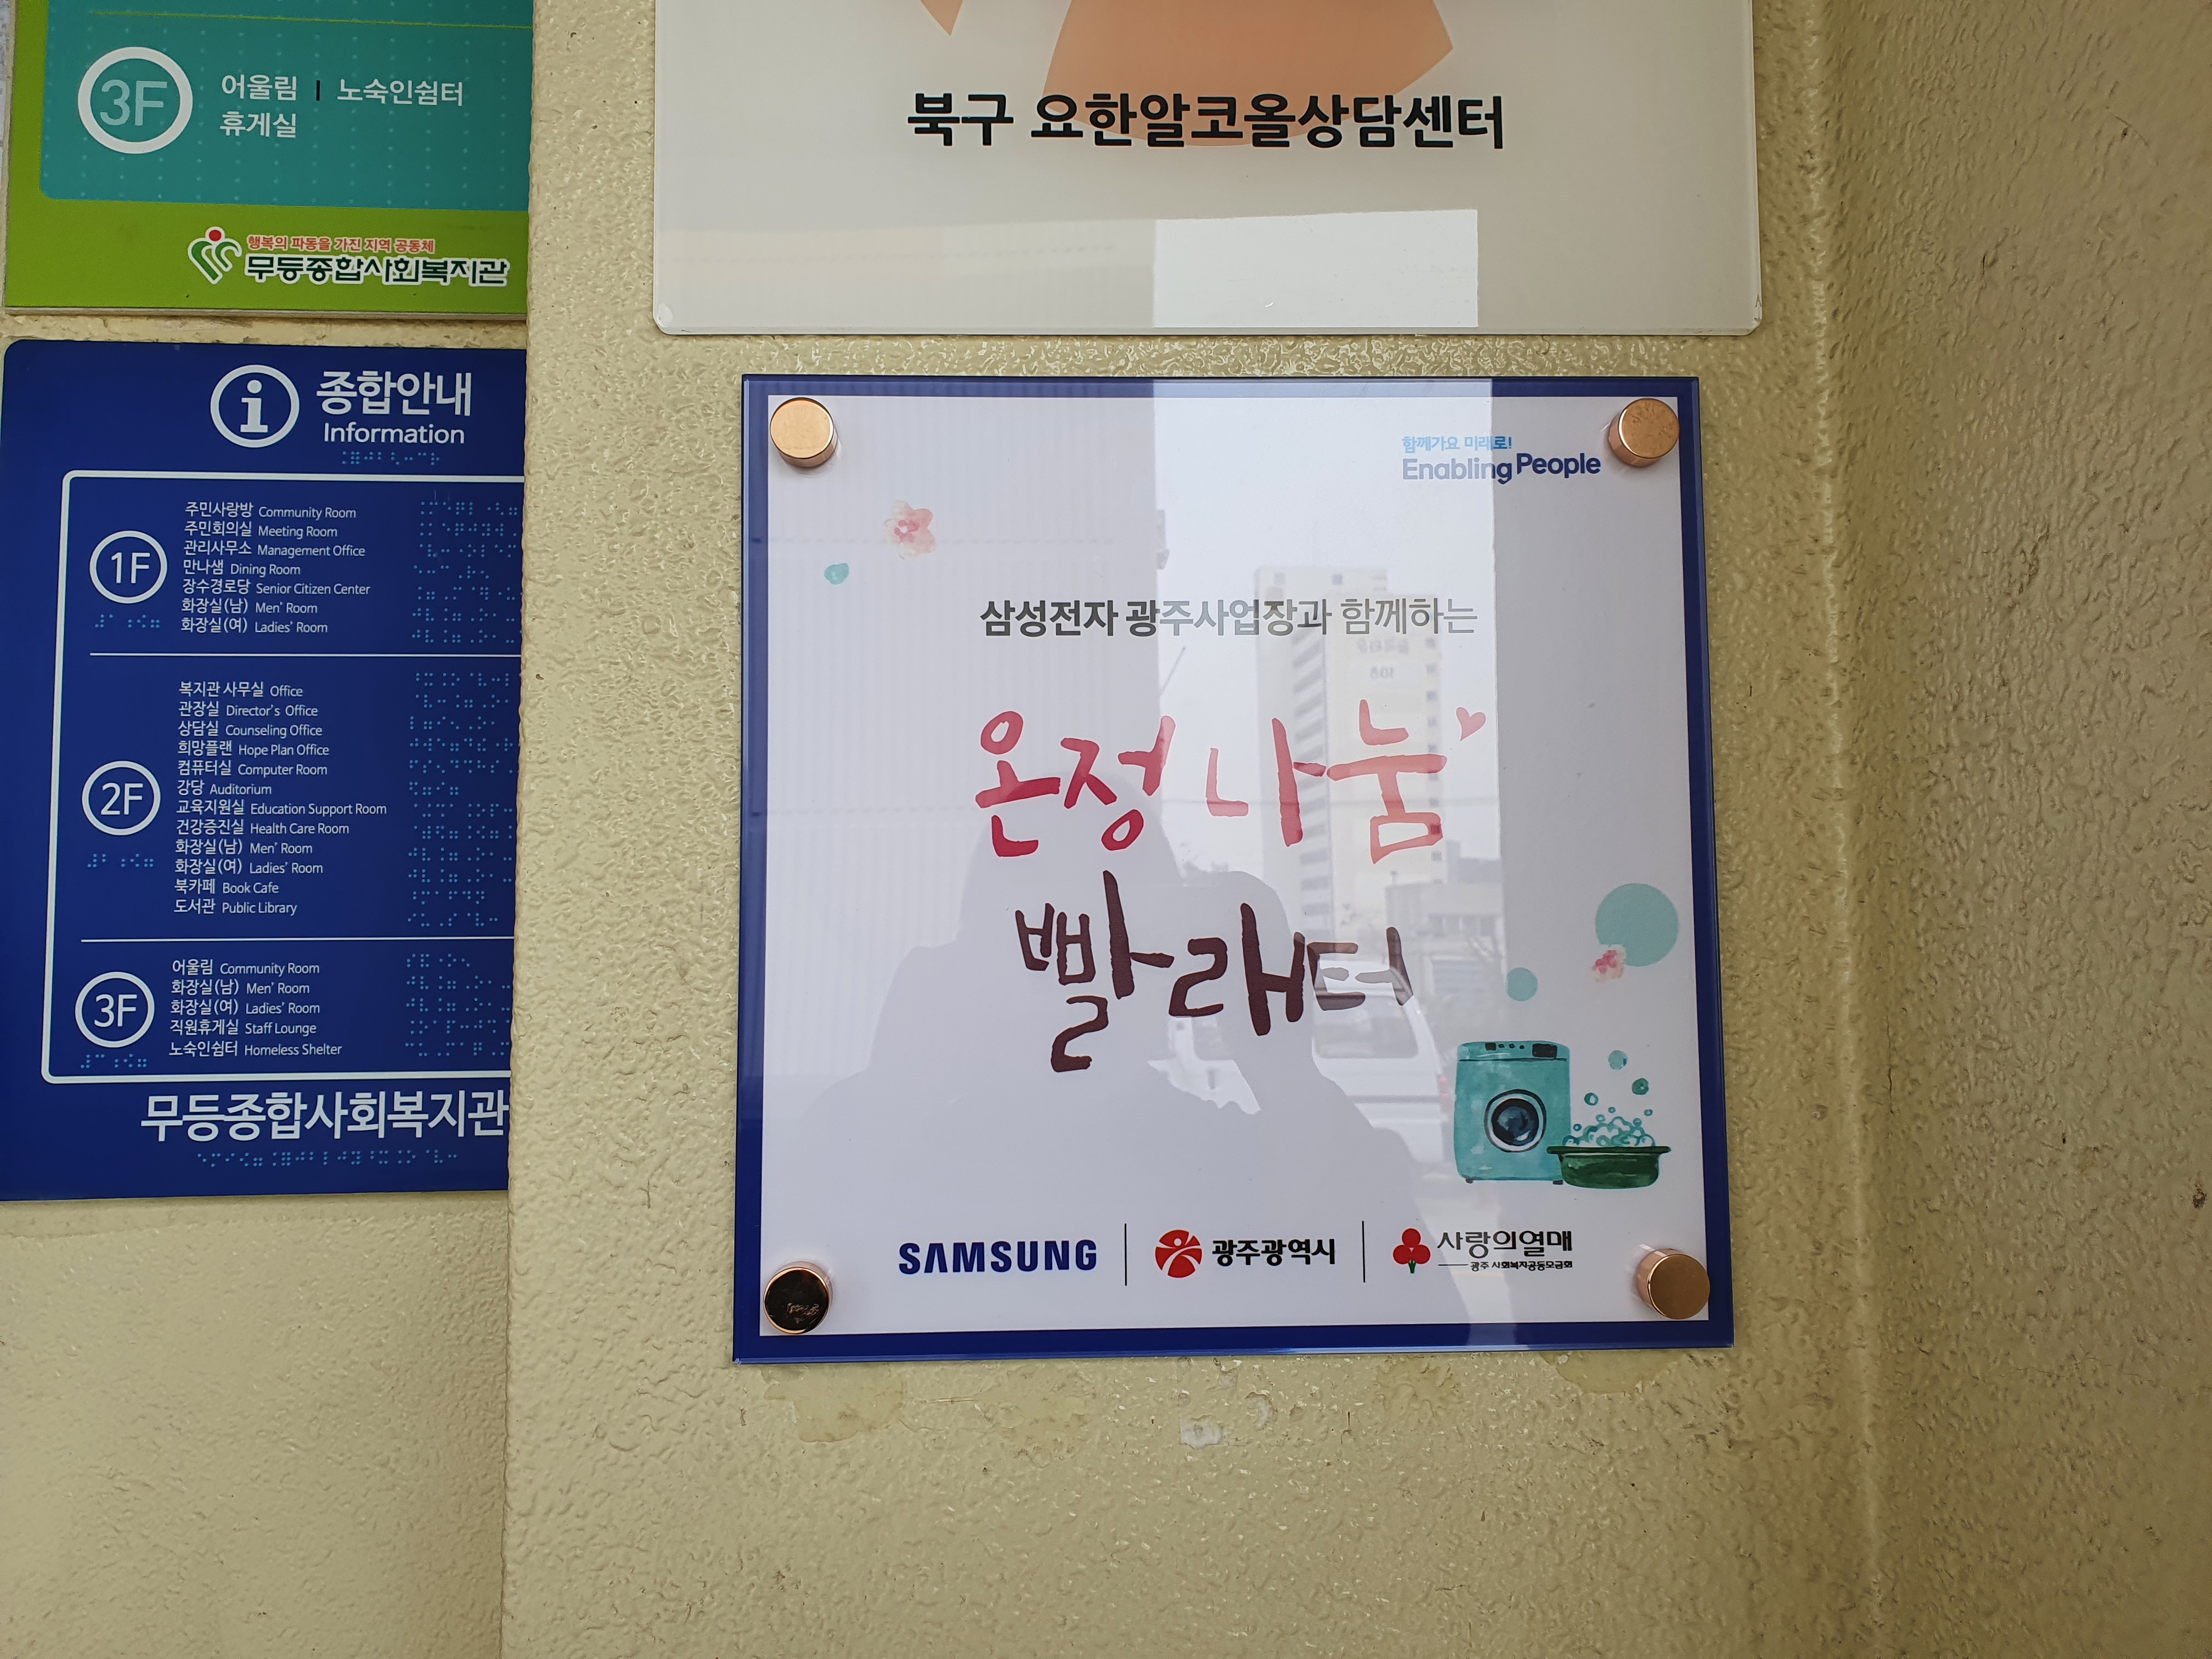 3F 어울림 | 노숙인쉼터
휴게실
행복의 파동을 가진 지역 공동체
무등종합사회복지관
종합안내
Information
1F
주민사랑방 Community Room
주민회의실 Meeting Room
관리사무소 Management Office
만나샘 Dining Room
장수경로당 Senior Citizen Center
화장실(남) Men' Room
화장실(여) Ladies' Room
2F
복지관 사무실 Office
관장실 Director's Office
상담실 Counseling Office
희망플랜 Hope Plan Office
컴퓨터실 Computer Room
강당 Auditorium
교육지원실 Education Support Room
건강증진실 Health Care Room
화장실(남) Men' Room
화장실(여) Ladies' Room
북카페 Book Cafe
도서관 Public Library
3F
어울림 Community Room
화장실(남) Men' Room
화장실(여) Ladies' Room
직원휴게실 Staff Lounge
노숙인쉼터 Homeless Shelter
무등종합사회복지관
북구 요한알코올상담센터
함께가요 미래로!
Enabling People
삼성전자 광주사업장과 함께하는
온정 나눔
빨래터
SAMSUNG | 광주광역시 | 사랑의열매
광주 사회복지공동모금회